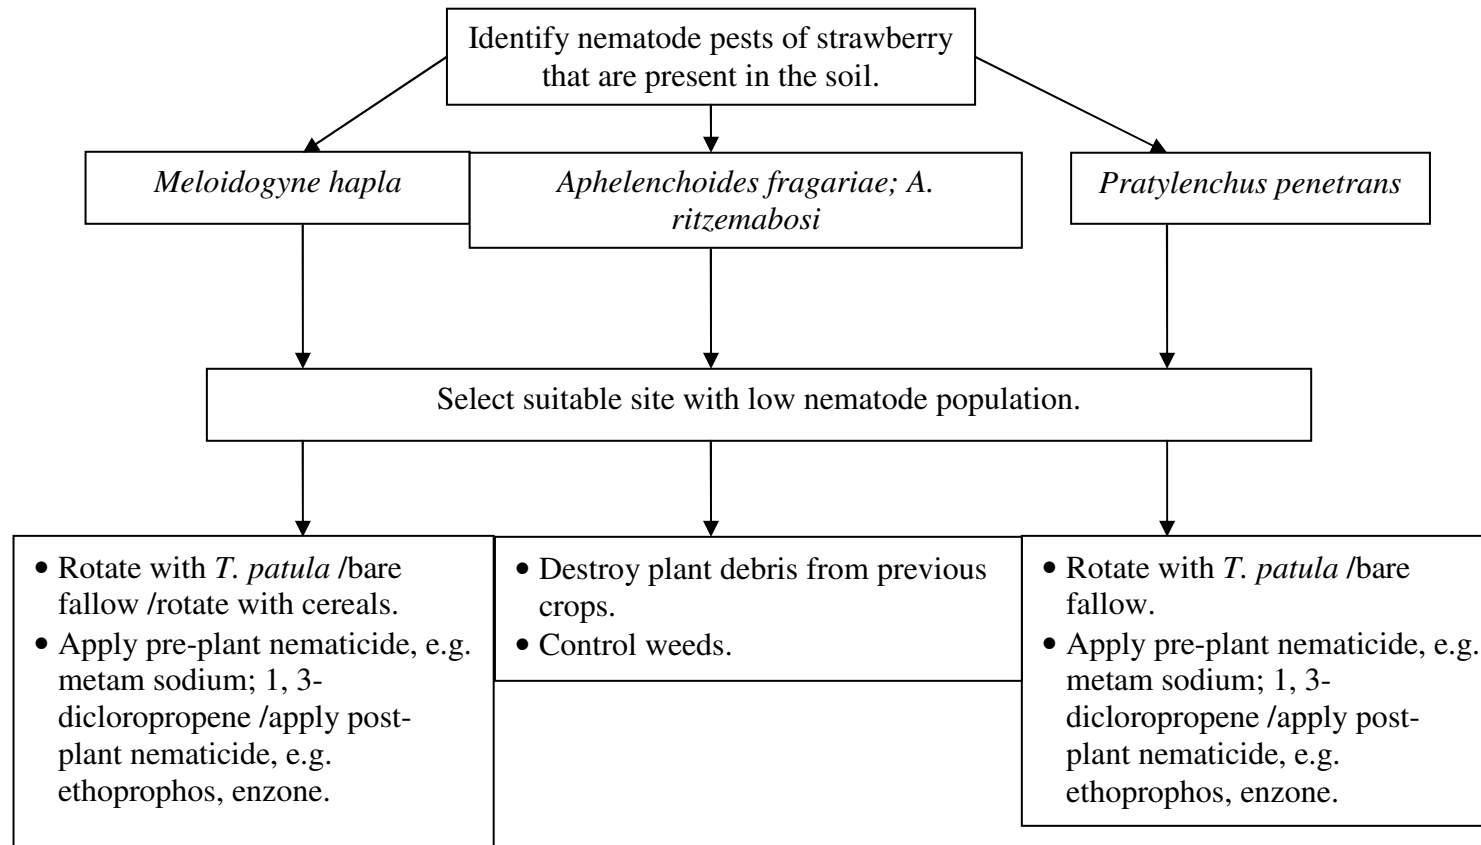 Identify nematode pests of strawberry
that are present in the soil.
Meloidogyne hapla
Aphelenchoides fragariae; A.
ritzemabosi
Pratylenchus penetrans
Select suitable site with low nematode population.
• Rotate with T. patula /bare
fallow /rotate with cereals.
• Apply pre-plant nematicide, e.g.
metam sodium; 1, 3-
dicloropropene /apply post-
plant nematicide, e.g.
ethoprophos, enzone.
• Destroy plant debris from previous
crops.
• Control weeds.
• Rotate with T. patula /bare
fallow.
• Apply pre-plant nematicide, e.g.
metam sodium; 1, 3-
dicloropropene /apply post-
plant nematicide, e.g.
ethoprophos, enzone.